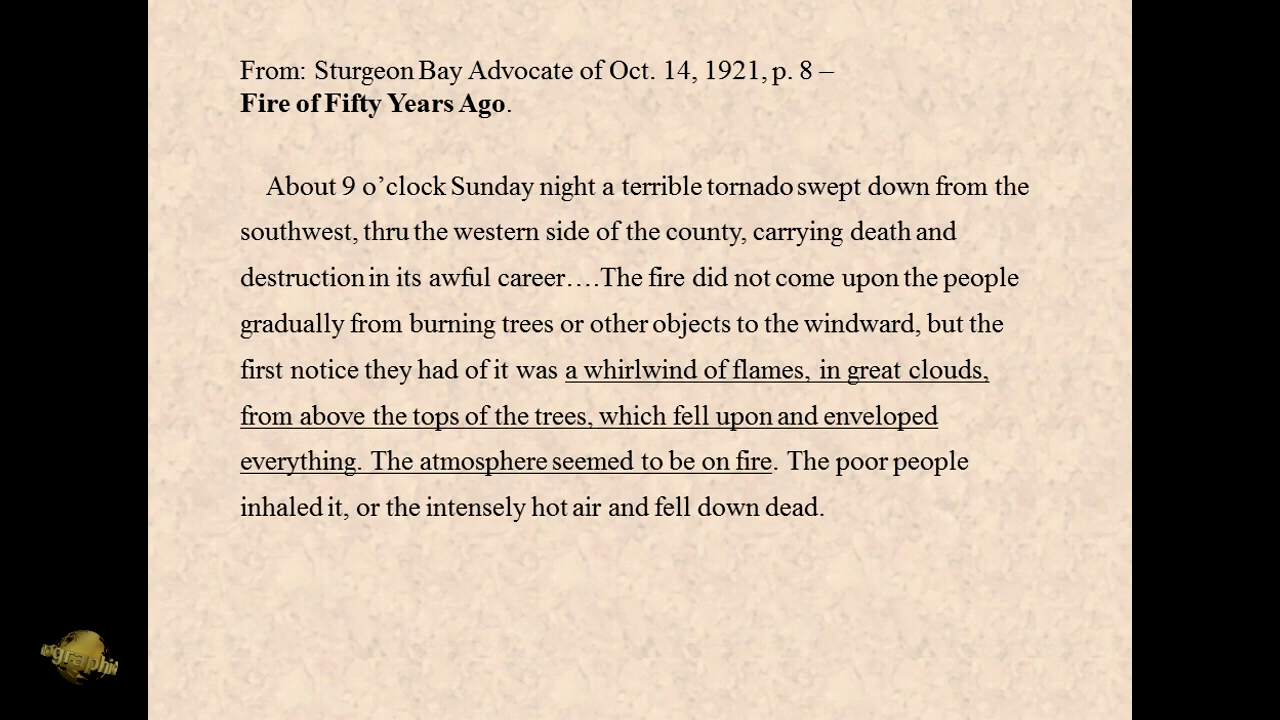 From: Sturgeon Bay Advocate of Oct. 14, 1921, p. 8 –
Fire of Fifty Years Ago.
About 9 o’clock Sunday night a terrible tornado swept down from the
southwest, thru the western side of the county, carrying death and
destruction in its awful career….The fire did not come upon the people
gradually from burning trees or other objects to the windward, but the
first notice they had of it was a whirlwind of flames, in great clouds,
from above the tops of the trees, which fell upon and enveloped
everything. The atmosphere seemed to be on fire. The poor people
inhaled it, or the intensely hot air and fell down dead.